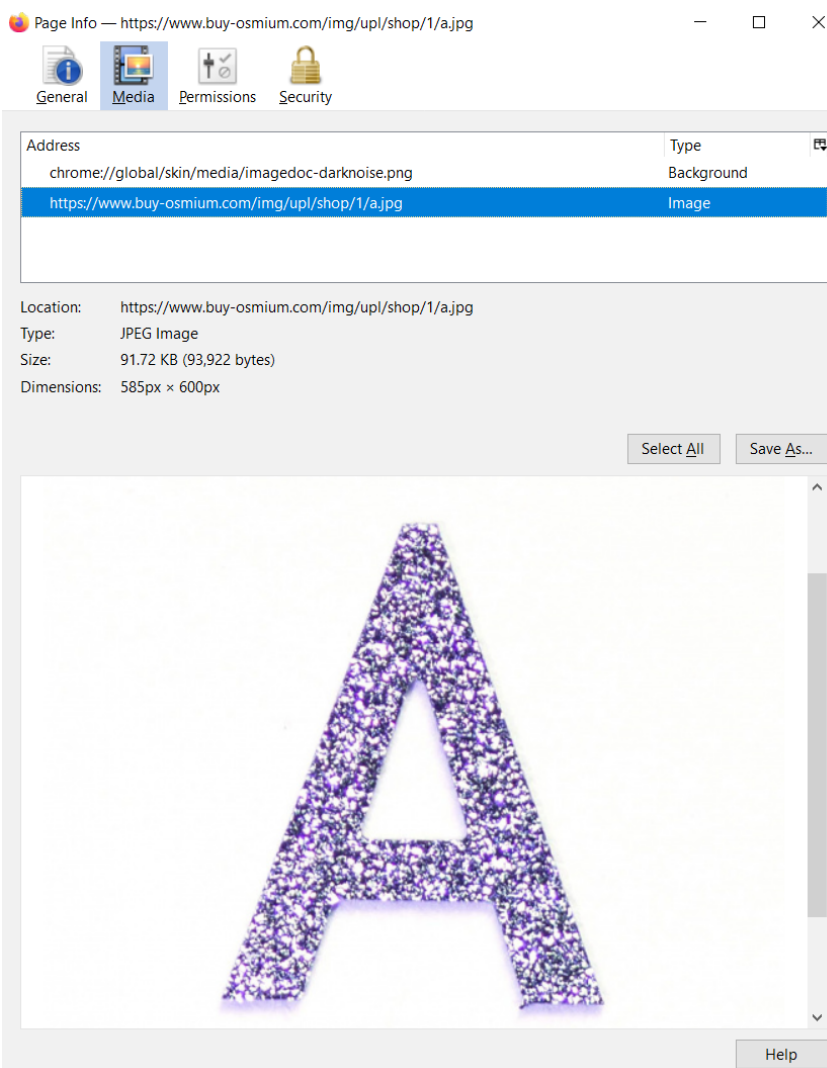 Page Info — https://www.buy-osmium.com/img/upl/shop/1/a.jpg
General Media Permissions Security
Address Type
chrome://global/skin/media/imagedoc-darknoise.png Background
https://www.buy-osmium.com/img/upl/shop/1/a.jpg Image
Location: https://www.buy-osmium.com/img/upl/shop/1/a.jpg
Type: JPEG Image
Size: 91.72 KB (93,922 bytes)
Dimensions: 585px × 600px
Select All Save As...
A
Help